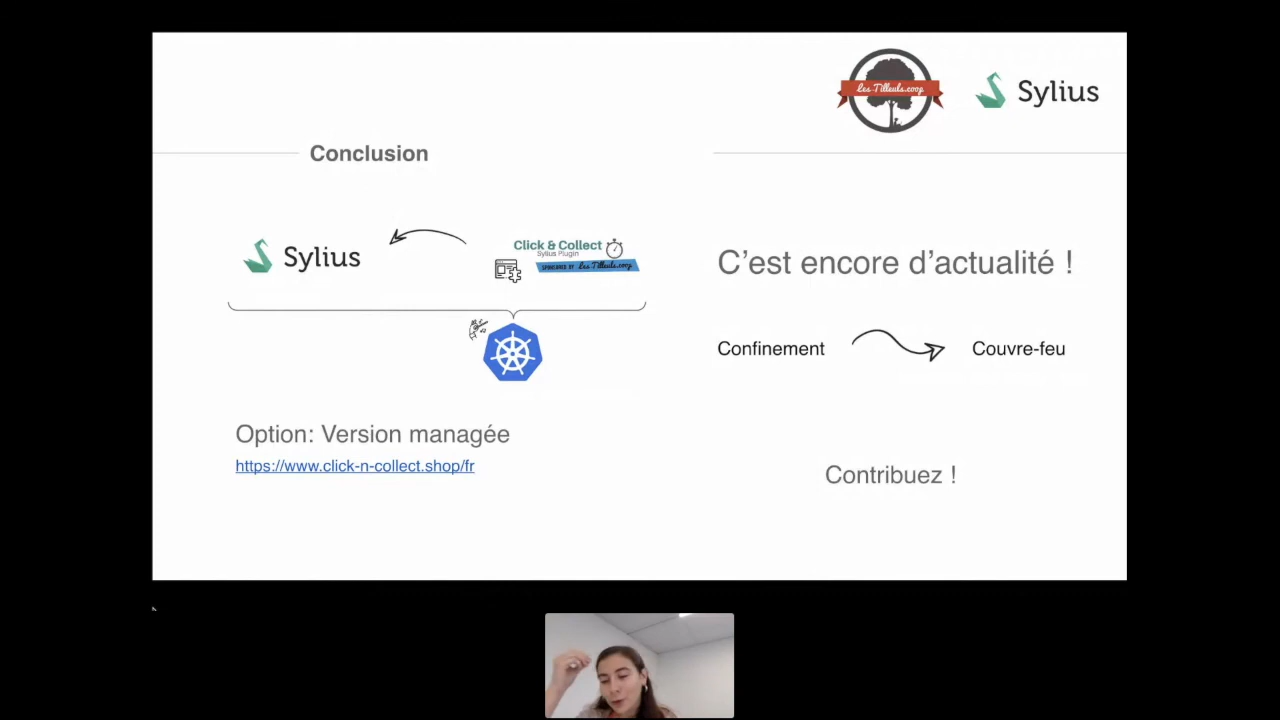 Les-Tilleuls.coop
Sylius
Conclusion
Sylius
Click & Collect
Sylius Plugin
SPONSORED BY Les-Tilleuls.coop
C'est encore d'actualité !
Confinement
Couvre-feu
Option: Version managée
https://www.click-n-collect.shop/fr
Contribuez !